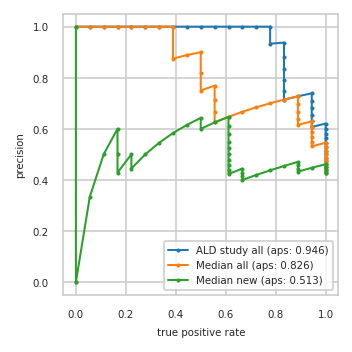 1.0
0.8
0.6
0.4
0.2
0.0
precision
0.0 0.2 0.4 0.6 0.8 1.0
true positive rate
ALD study all (aps: 0.946)
Median all (aps: 0.826)
Median new (aps: 0.513)